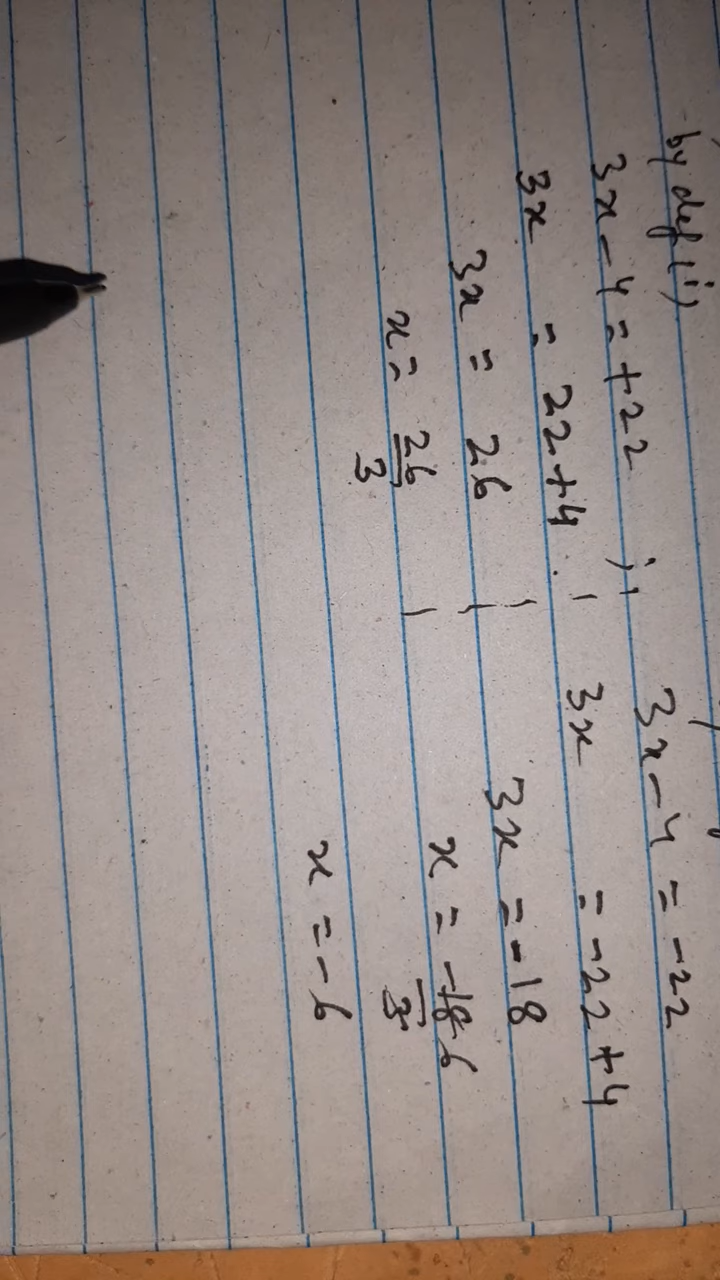 by def (i)
3x - 4 = +22 ; 3x - 4 = -22
3x = 22 + 4 | 3x = -22 + 4
3x = 26 | 3x = -18
x = 26/3 | x = -18/3 -6
x = -6